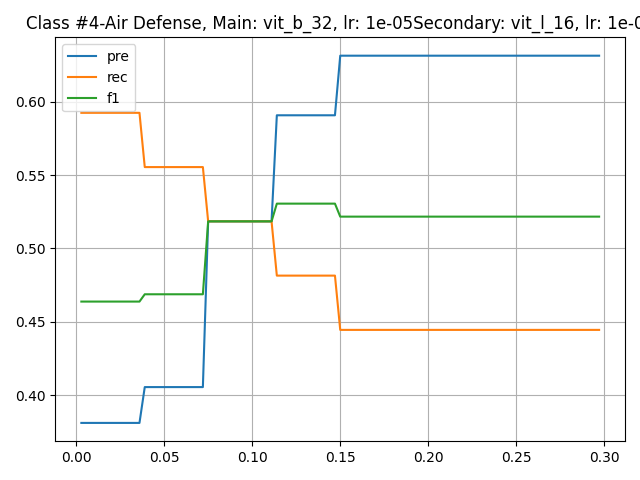 Class #4-Air Defense, Main: vit_b_32, lr: 1e-05Secondary: vit_l_16, lr: 1e-0
pre
rec
f1
0.60
0.55
0.50
0.45
0.40
0.00 0.05 0.10 0.15 0.20 0.25 0.30